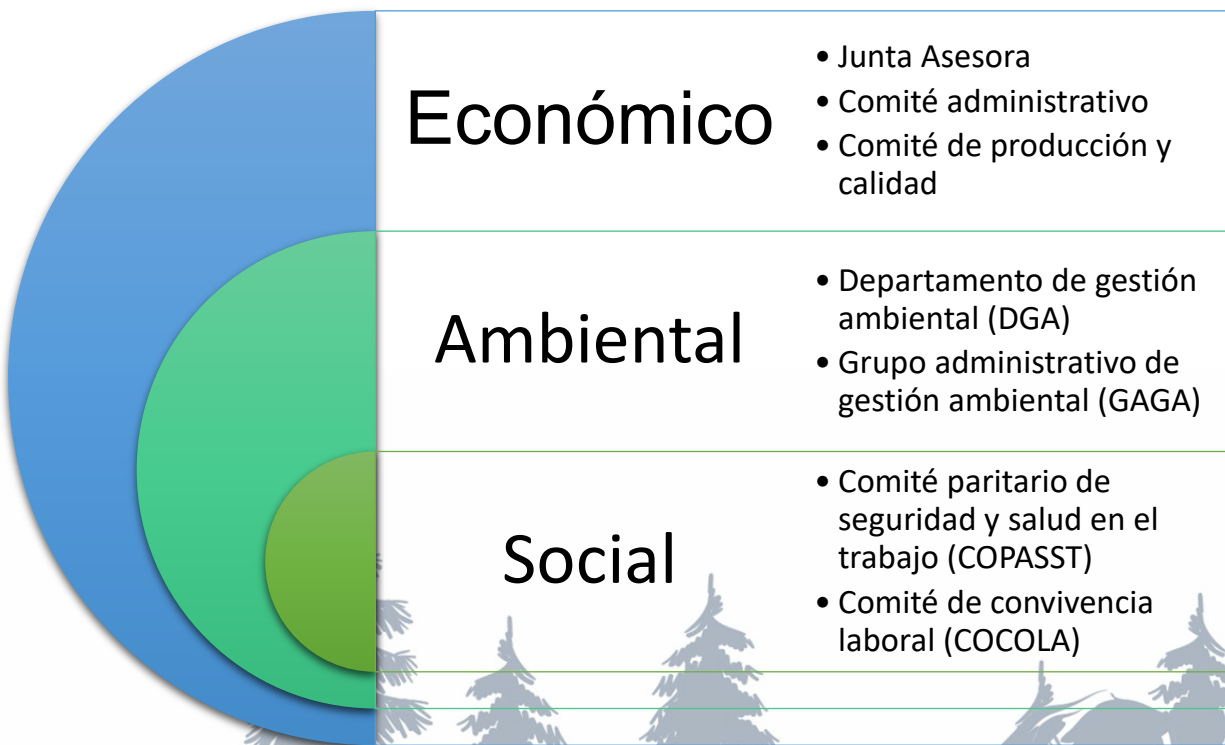 Económico
• Junta Asesora
• Comité administrativo
• Comité de producción y
calidad
Ambiental
• Departamento de gestión
ambiental (DGA)
• Grupo administrativo de
gestión ambiental (GAGA)
Social
• Comité paritario de
seguridad y salud en el
trabajo (COPASST)
• Comité de convivencia
laboral (COCOLA)